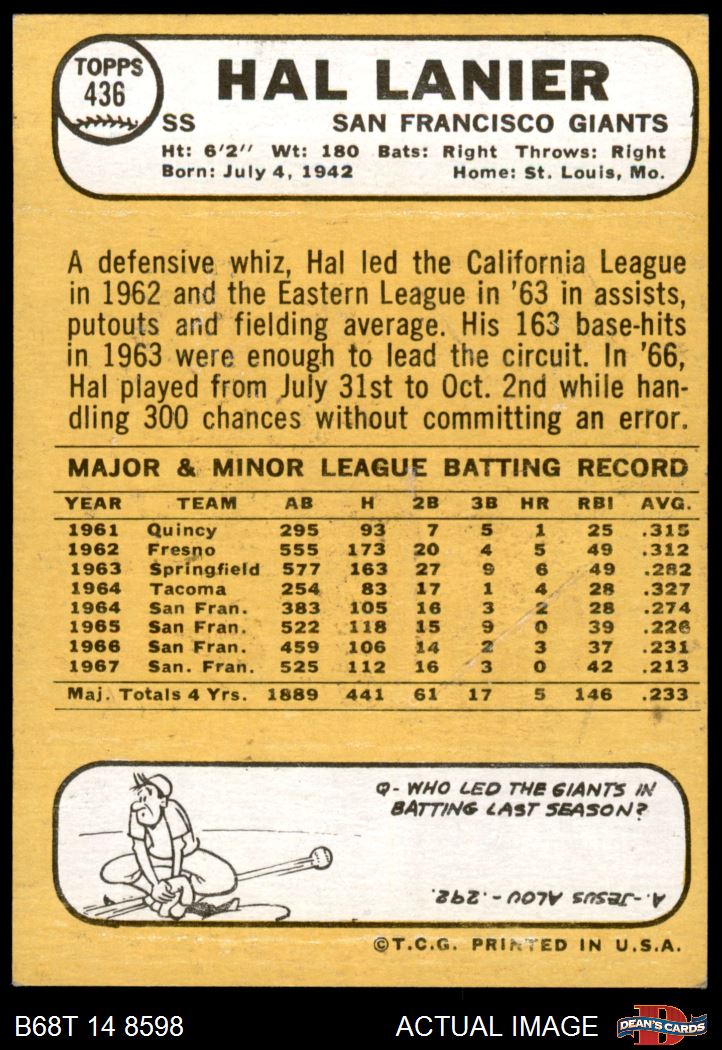 TOPPS
436
HAL LANIER
SS SAN FRANCISCO GIANTS
Ht: 6'2" Wt: 180 Bats: Right Throws: Right
Born: July 4, 1942 Home: St. Louis, Mo.
A defensive whiz, Hal led the California League
in 1962 and the Eastern League in '63 in assists,
putouts and fielding average. His 163 base-hits
in 1963 were enough to lead the circuit. In '66,
Hal played from July 31st to Oct. 2nd while han-
dling 300 chances without committing an error.
MAJOR & MINOR LEAGUE BATTING RECORD
YEAR TEAM AB H 2B 3B HR RBI AVG.
1961 Quincy 295 93 7 5 1 25 .315
1962 Fresno 555 173 20 4 5 49 .312
1963 Springfield 577 163 27 9 6 49 .282
1964 Tacoma 254 83 17 1 4 28 .327
1964 San Fran. 383 105 16 3 2 28 .274
1965 San Fran. 522 118 15 9 0 39 .226
1966 San Fran. 459 106 14 2 3 37 .231
1967 San. Fran. 525 112 16 3 0 42 .213
Maj. Totals 4 Yrs. 1889 441 61 17 5 146 .233
Q- WHO LED THE GIANTS IN
BATTING LAST SEASON?
A.- JESUS ALOU - .292.
©T.C.G. PRINTED IN U.S.A.
B68T 14 8598 ACTUAL IMAGE
D
DEAN'S CARDS